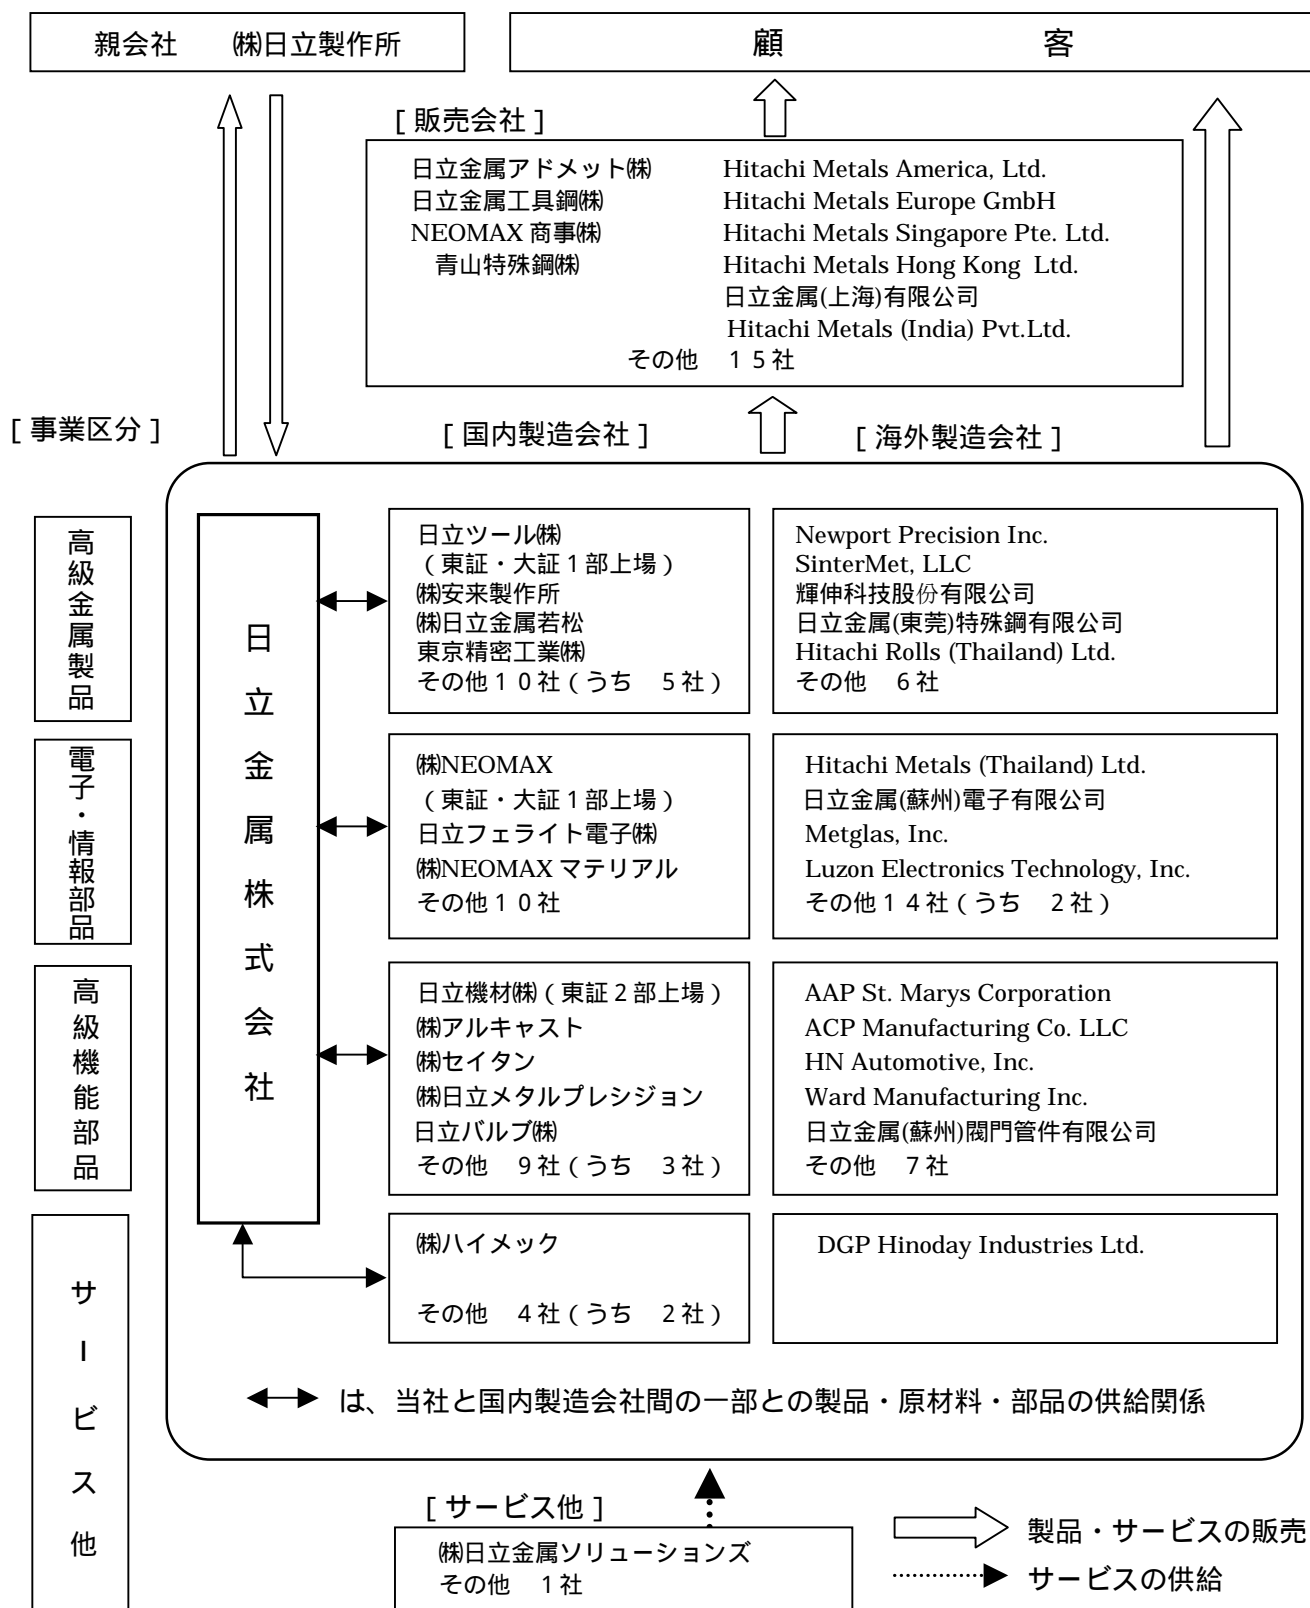 親会社　㈱日立製作所
顧　客
[ 販売会社 ]
日立金属アドメット㈱
日立金属工具鋼㈱
NEOMAX 商事㈱
青山特殊鋼㈱
Hitachi Metals America, Ltd.
Hitachi Metals Europe GmbH
Hitachi Metals Singapore Pte. Ltd.
Hitachi Metals Hong Kong Ltd.
日立金属(上海)有限公司
Hitachi Metals (India) Pvt.Ltd.
その他　１５社
[ 事業区分 ]
[ 国内製造会社 ]
[ 海外製造会社 ]
日立金属株式会社
高級金属製品
日立ツール㈱
（東証・大証１部上場）
㈱安来製作所
㈱日立金属若松
東京精密工業㈱
その他１０社（うち　５社）
Newport Precision Inc.
SinterMet, LLC
輝伸科技股份有限公司
日立金属(東莞)特殊鋼有限公司
Hitachi Rolls (Thailand) Ltd.
その他　６社
電子・情報部品
㈱NEOMAX
（東証・大証１部上場）
日立フェライト電子㈱
㈱NEOMAX マテリアル
その他１０社
Hitachi Metals (Thailand) Ltd.
日立金属(蘇州)電子有限公司
Metglas, Inc.
Luzon Electronics Technology, Inc.
その他１４社（うち　２社）
高級機能部品
日立機材㈱（東証２部上場）
㈱アルキャスト
㈱セイタン
㈱日立メタルプレシジョン
日立バルブ㈱
その他　９社（うち　３社）
AAP St. Marys Corporation
ACP Manufacturing Co. LLC
HN Automotive, Inc.
Ward Manufacturing Inc.
日立金属(蘇州)閥門管件有限公司
その他　７社
サービス他
㈱ハイメック
その他　４社（うち　２社）
DGP Hinoday Industries Ltd.
は、当社と国内製造会社間の一部との製品・原材料・部品の供給関係
[ サービス他 ]
㈱日立金属ソリューションズ
その他　１社
製品・サービスの販売
サービスの供給